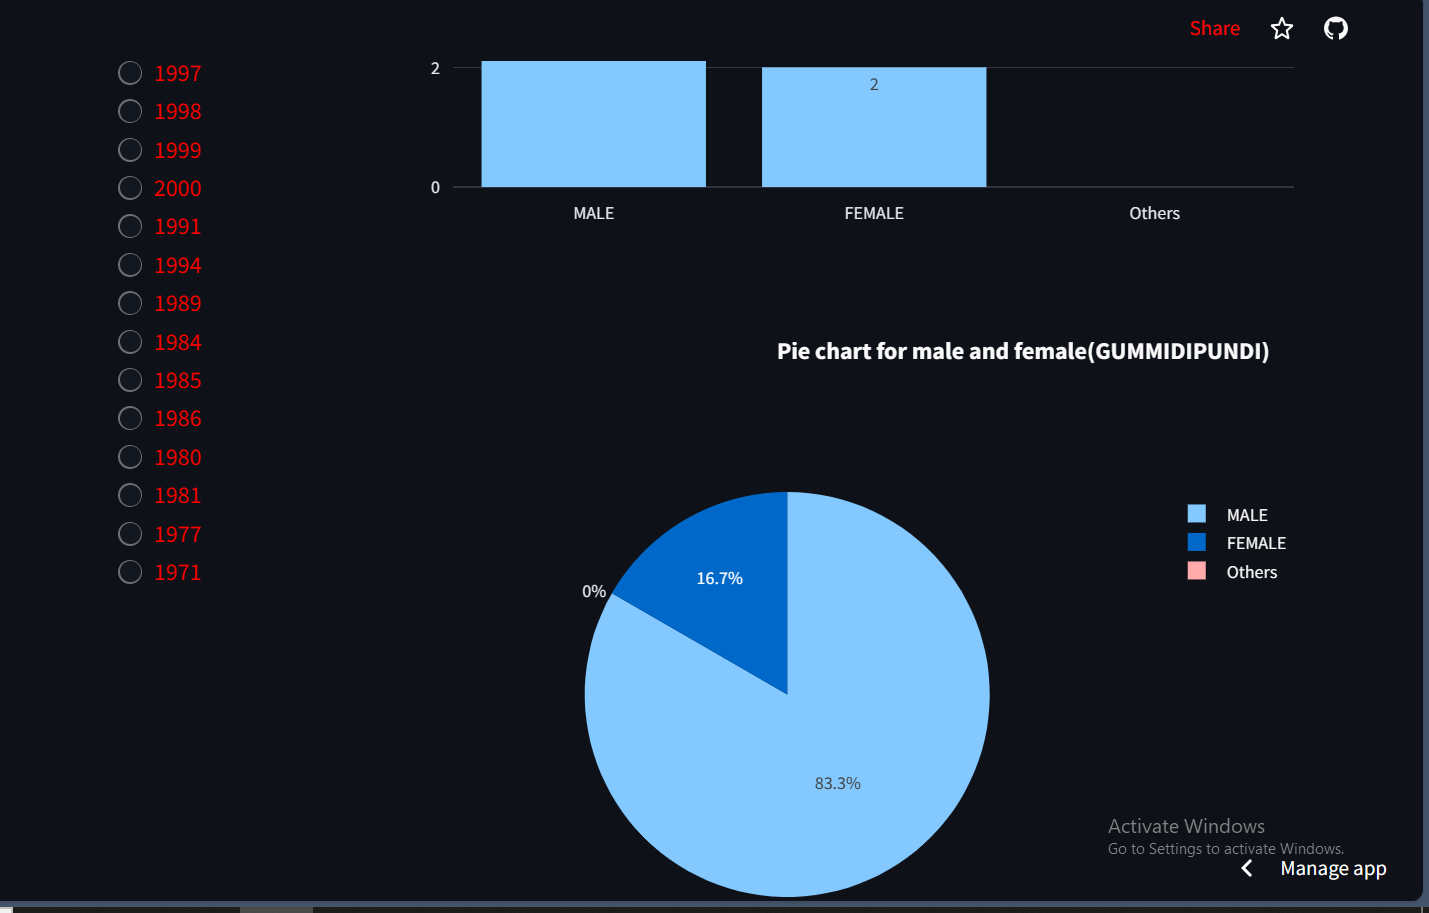 Share
1997
1998
1999
2000
1991
1994
1989
1984
1985
1986
1980
1981
1977
1971
2
2
0
MALE
FEMALE
Others
Pie chart for male and female(GUMMIDIPUNDI)
MALE
FEMALE
Others
16.7%
0%
83.3%
Activate Windows
Go to Settings to activate Windows.
Manage app